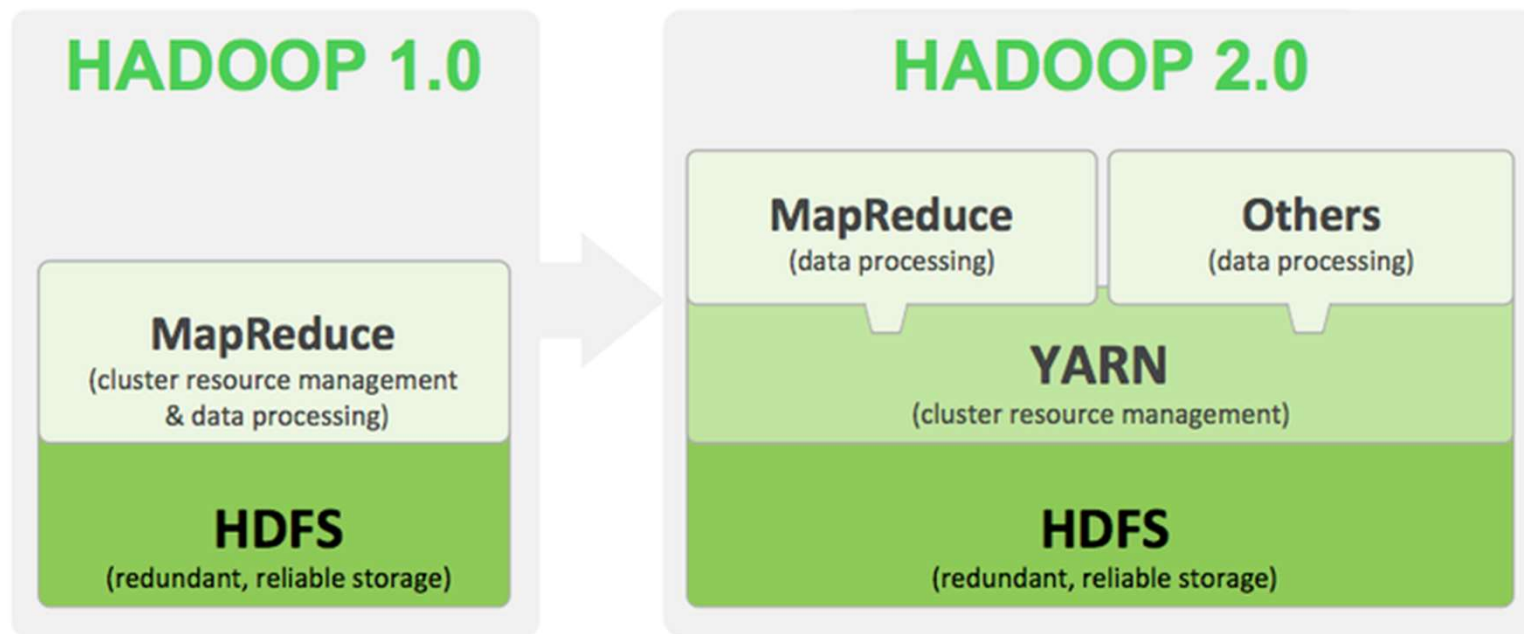 HADOOP 1.0
MapReduce
(cluster resource management
& data processing)
HDFS
(redundant, reliable storage)
HADOOP 2.0
MapReduce
(data processing)
Others
(data processing)
YARN
(cluster resource management)
HDFS
(redundant, reliable storage)